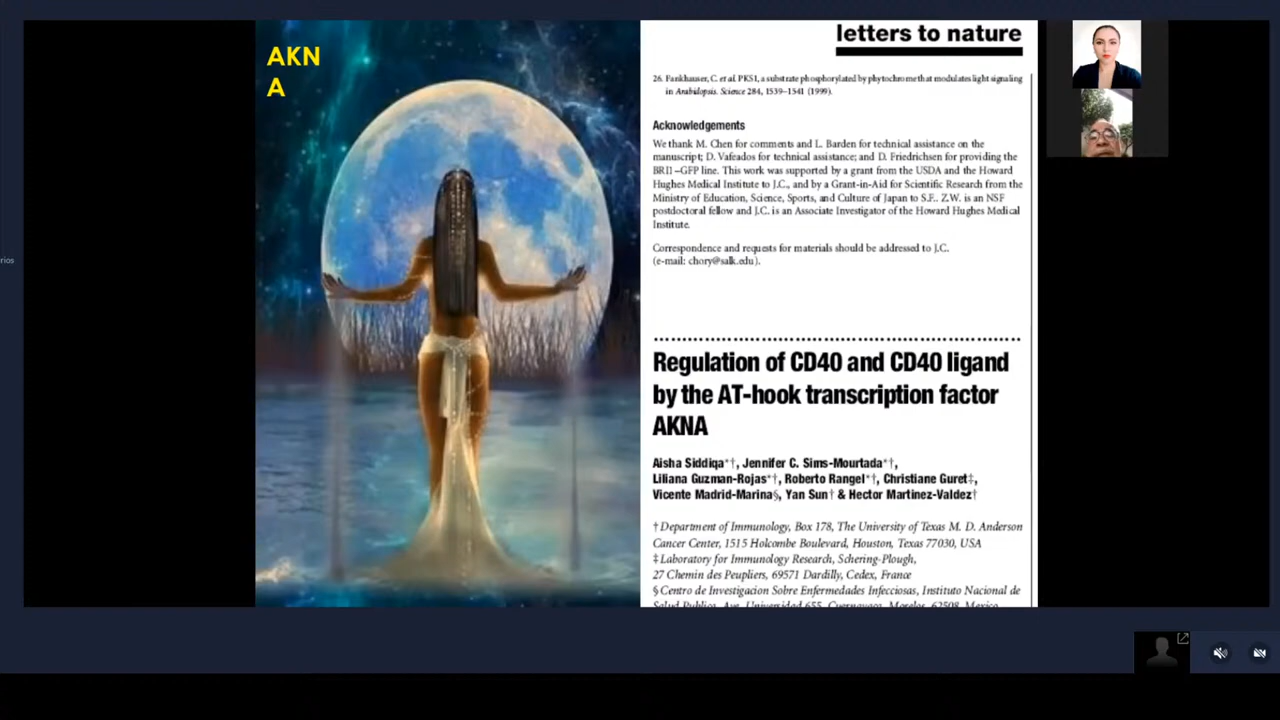 AKN
A
letters to nature
26. Fankhauser, C. et al. PKS1, a substrate phosphorylated by phytochrome that modulates light signaling
in Arabidopsis. Science 284, 1539–1541 (1999).
Acknowledgements
We thank M. Chen for comments and L. Barden for technical assistance on the
manuscript; D. Vafeados for technical assistance; and D. Friedrichsen for providing the
BRI1–GFP line. This work was supported by a grant from the USDA and the Howard
Hughes Medical Institute to J.C., and by a Grant-in-Aid for Scientific Research from the
Ministry of Education, Science, Sports, and Culture of Japan to S.F.. Z.W. is an NSF
postdoctoral fellow and J.C. is an Associate Investigator of the Howard Hughes Medical
Institute.
Correspondence and requests for materials should be addressed to J.C.
(e-mail: chory@salk.edu).
Regulation of CD40 and CD40 ligand
by the AT-hook transcription factor
AKNA
Aisha Siddiqa*†, Jennifer C. Sims-Mourtada*†,
Liliana Guzman-Rojas*†, Roberto Rangel*†, Christiane Guret‡,
Vicente Madrid-Marina§, Yan Sun† & Hector Martinez-Valdez†
† Department of Immunology, Box 178, The University of Texas M. D. Anderson
Cancer Center, 1515 Holcombe Boulevard, Houston, Texas 77030, USA
‡ Laboratory for Immunology Research, Schering-Plough,
27 Chemin des Peupliers, 69571 Dardilly, Cedex, France
§ Centro de Investigacion Sobre Enfermedades Infecciosas, Instituto Nacional de
Salud Publica, Ave. Universidad 655, Cuernavaca, Morelos, 62508, Mexico
rios